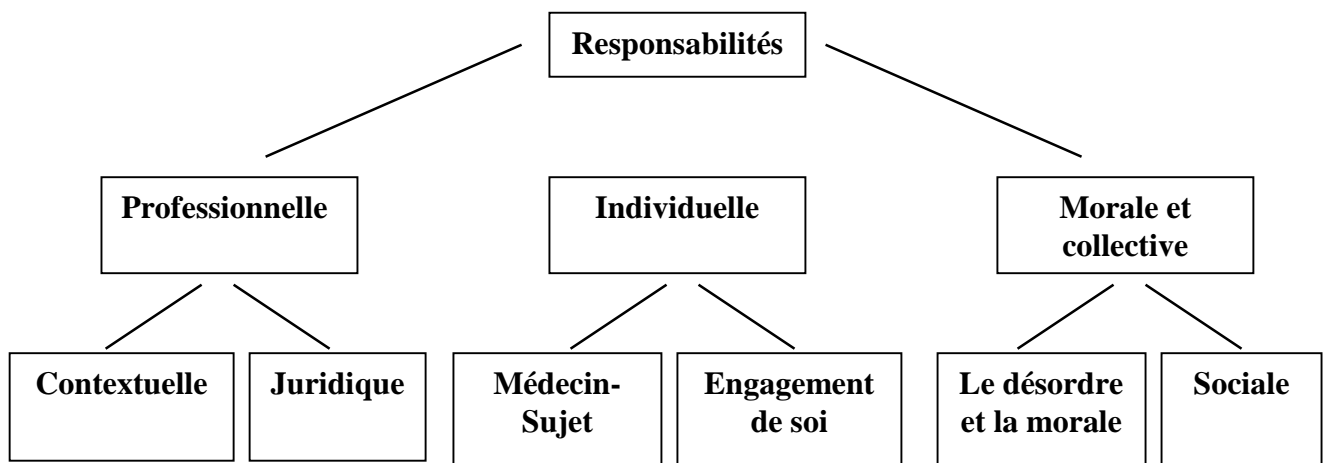 Responsabilités
Professionnelle
Individuelle
Morale et
collective
Contextuelle
Juridique
Médecin-
Sujet
Engagement
de soi
Le désordre
et la morale
Sociale